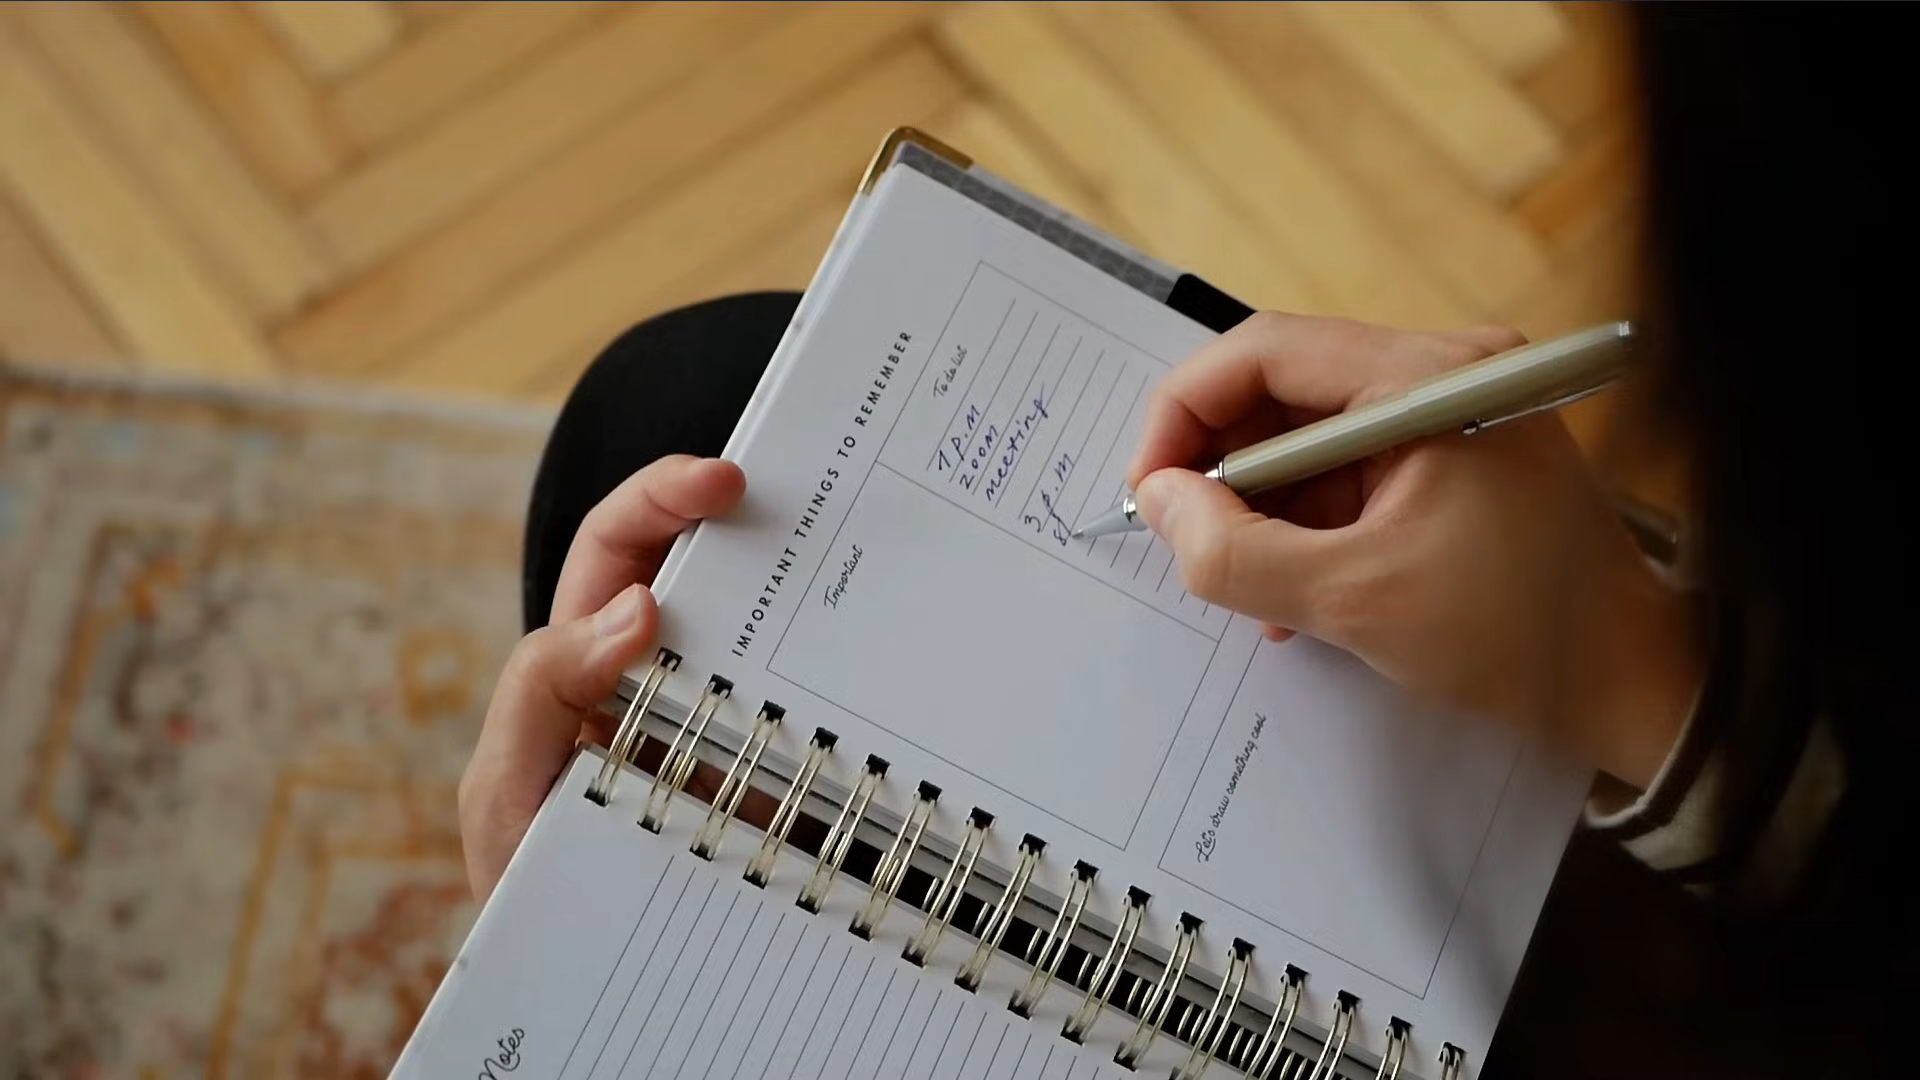 IMPORTANT THINGS TO REMEMBER
To do list
1 p.m
zoom
meeting
3 p.m
Important
Let's draw something cool
Notes